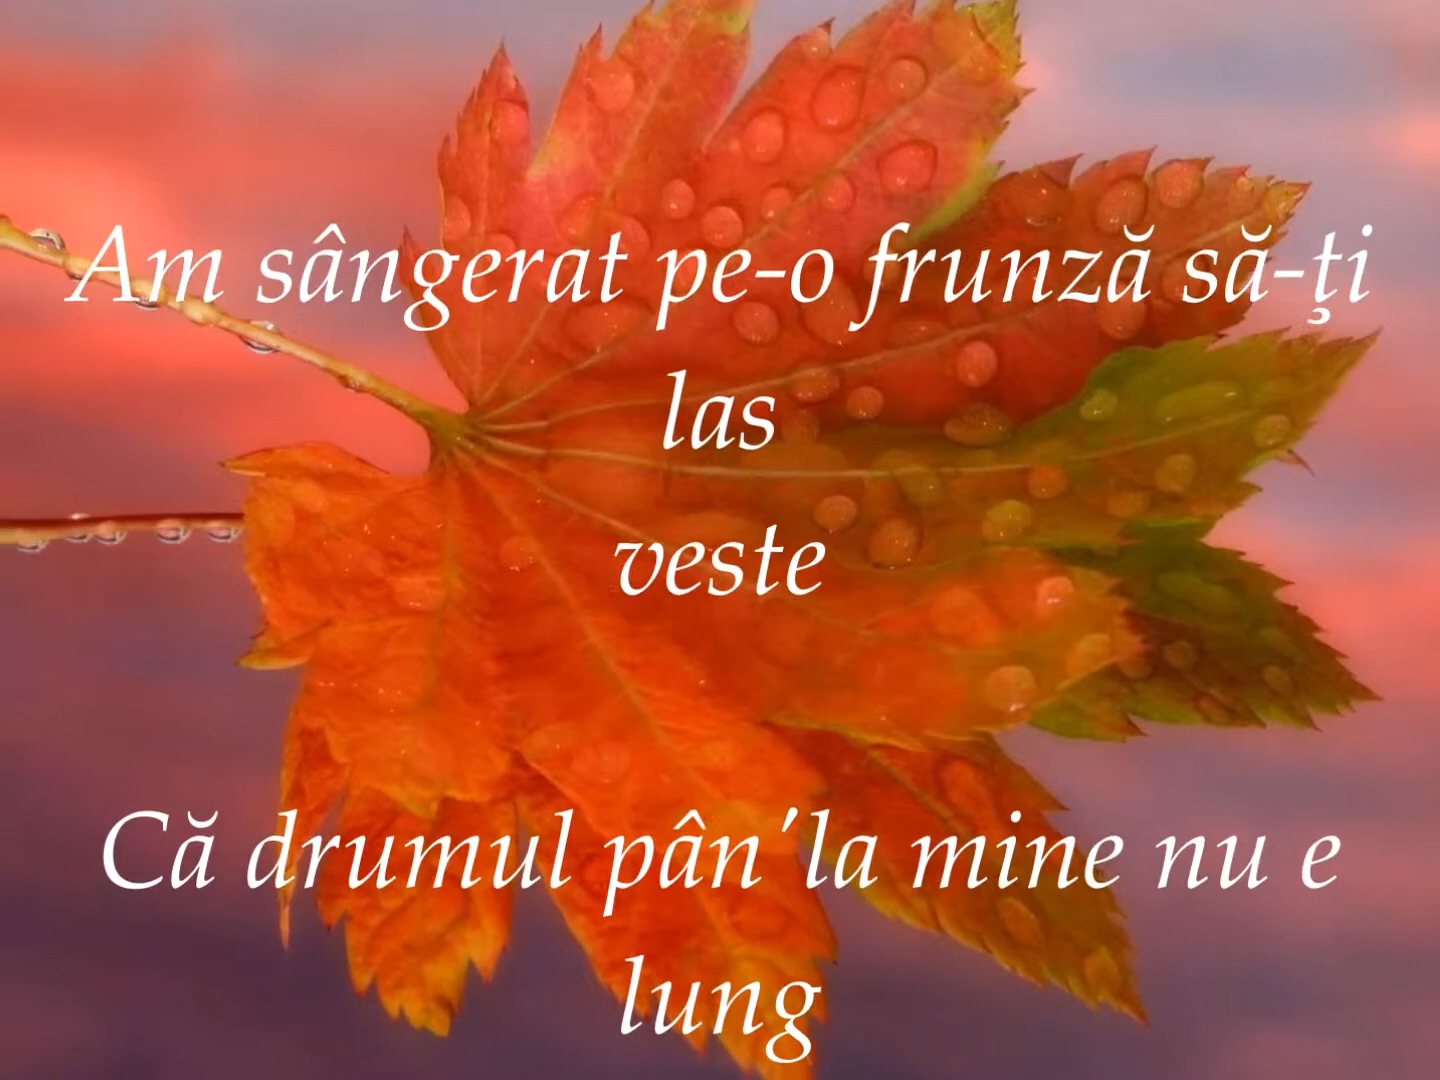 Am sângerat pe-o frunză să-ţi
las
veste
Că drumul pân'la mine nu e
lung